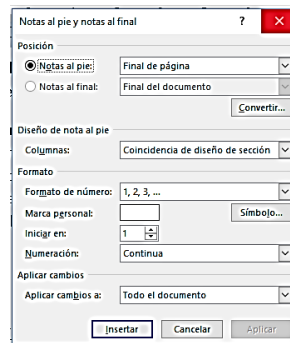 Notas al pie y notas al final ? ×
Posición
Notas al pie: Final de página
Notas al final: Final del documento
Convertir...
Diseño de nota al pie
Columnas: Coincidencia de diseño de sección
Formato
Formato de número: 1, 2, 3, ...
Marca personal: Símbolo...
Iniciar en: 1
Numeración: Continua
Aplicar cambios
Aplicar cambios a: Todo el documento
Insertar Cancelar Aplicar